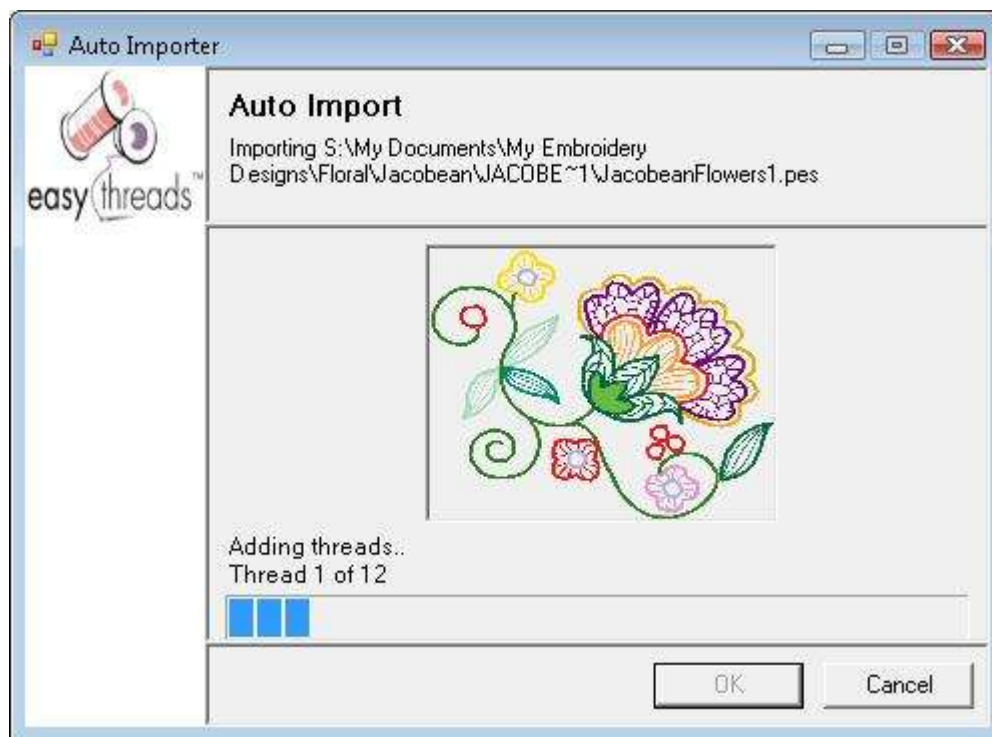 Auto Importer
easy threads™
Auto Import
Importing S:\My Documents\My Embroidery
Designs\Floral\Jacobean\JACOBE~1\JacobeanFlowers1.pes
Adding threads..
Thread 1 of 12
OK
Cancel